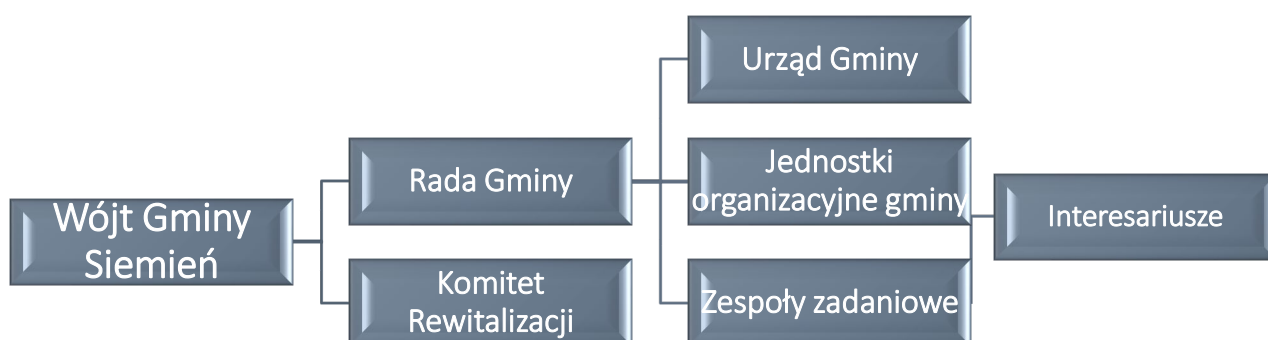 Wójt Gminy
Siemień
Rada Gminy
Komitet
Rewitalizacji
Urząd Gminy
Jednostki
organizacyjne gminy
Zespoły zadaniowe
Interesariusze